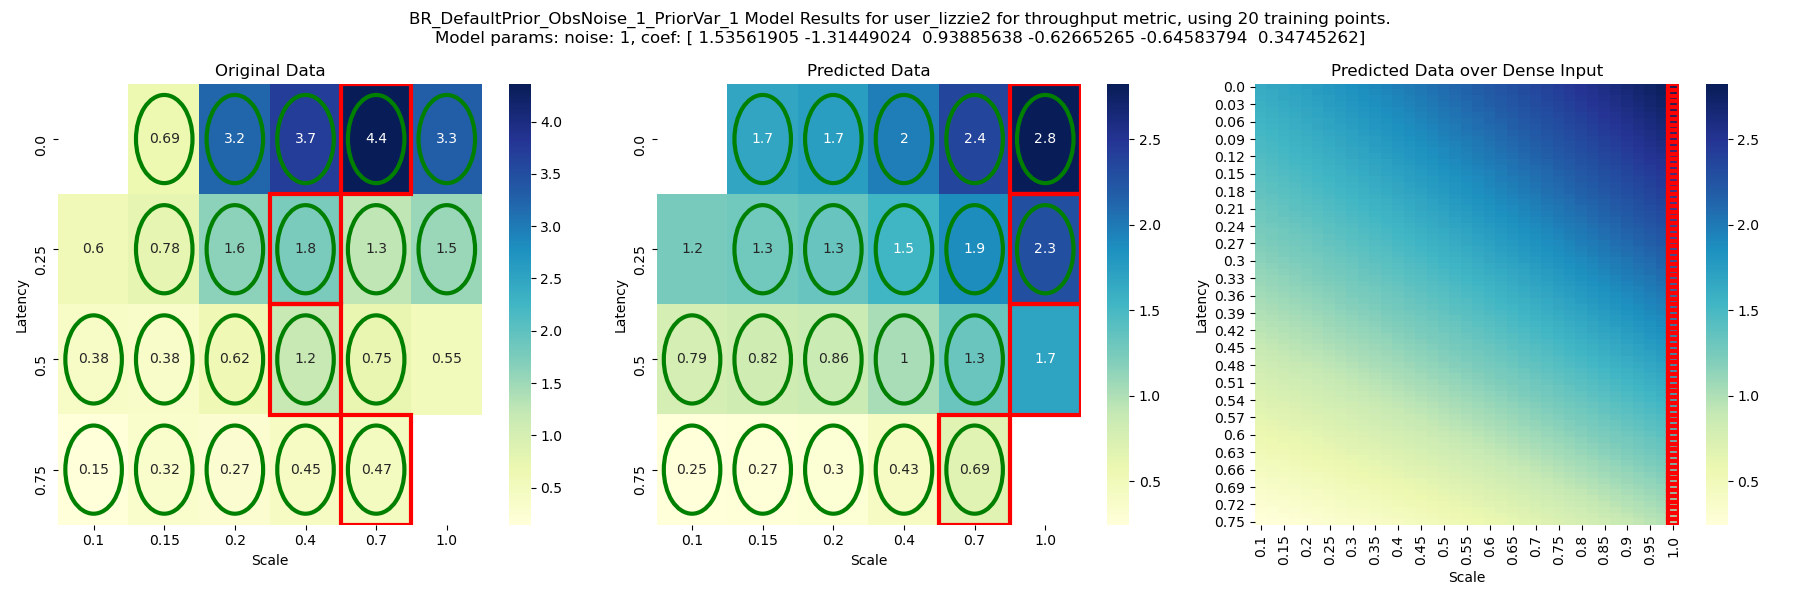 BR_DefaultPrior_ObsNoise_1_PriorVar_1 Model Results for user_lizzie2 for throughput metric, using 20 training points.
Model params: noise: 1, coef: [ 1.53561905 -1.31449024  0.93885638 -0.62665265 -0.64583794  0.34745262]
Original Data
0.69 3.2 3.7 4.4 3.3
0.6 0.78 1.6 1.8 1.3 1.5
0.38 0.38 0.62 1.2 0.75 0.55
0.15 0.32 0.27 0.45 0.47
0.0
0.25
0.5
0.75
Latency
0.1 0.15 0.2 0.4 0.7 1.0
Scale
4.0
3.5
3.0
2.5
2.0
1.5
1.0
0.5
Predicted Data
1.7 1.7 2 2.4 2.8
1.2 1.3 1.3 1.5 1.9 2.3
0.79 0.82 0.86 1 1.3 1.7
0.25 0.27 0.3 0.43 0.69
0.0
0.25
0.5
0.75
Latency
0.1 0.15 0.2 0.4 0.7 1.0
Scale
2.5
2.0
1.5
1.0
0.5
Predicted Data over Dense Input
0.0
0.03
0.06
0.09
0.12
0.15
0.18
0.21
0.24
0.27
0.3
0.33
0.36
0.39
0.42
0.45
0.48
0.51
0.54
0.57
0.6
0.63
0.66
0.69
0.72
0.75
Latency
0.1 0.15 0.2 0.25 0.3 0.35 0.4 0.45 0.5 0.55 0.6 0.65 0.7 0.75 0.8 0.85 0.9 0.95 1.0
Scale
2.5
2.0
1.5
1.0
0.5